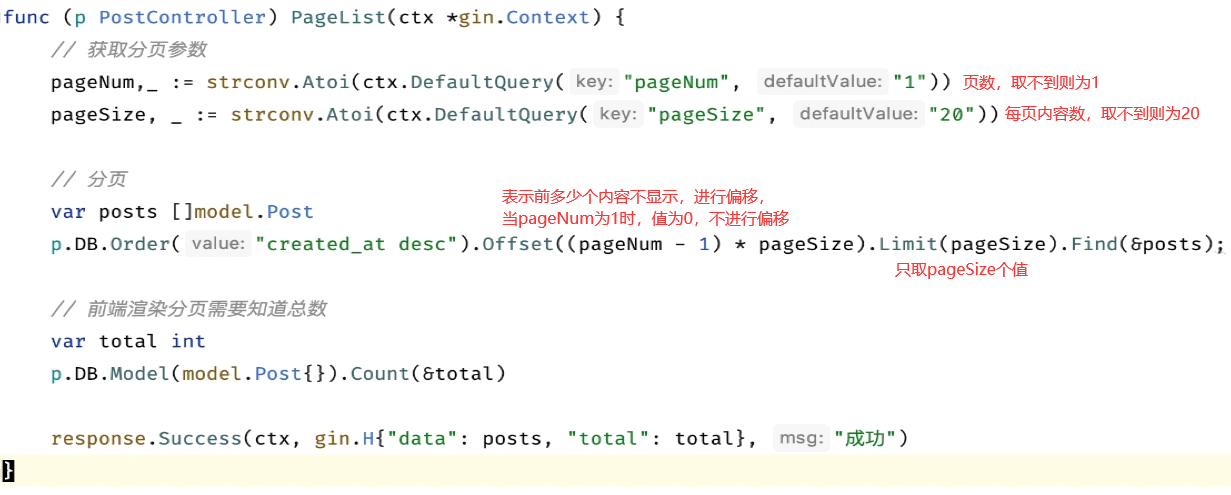 func (p PostController) PageList(ctx *gin.Context) {
// 获取分页参数
pageNum,_ := strconv.Atoi(ctx.DefaultQuery( key: "pageNum", defaultValue: "1")) 页数，取不到则为1
pageSize, _ := strconv.Atoi(ctx.DefaultQuery( key: "pageSize", defaultValue: "20")) 每页内容数，取不到则为20
// 分页
表示前多少个内容不显示，进行偏移，
var posts []model.Post
当pageNum为1时，值为0，不进行偏移
p.DB.Order( value: "created_at desc").Offset((pageNum - 1) * pageSize).Limit(pageSize).Find(&posts);
只取pageSize个值
// 前端渲染分页需要知道总数
var total int
p.DB.Model(model.Post{}).Count(&total)
response.Success(ctx, gin.H{"data": posts, "total": total}, msg: "成功")
}